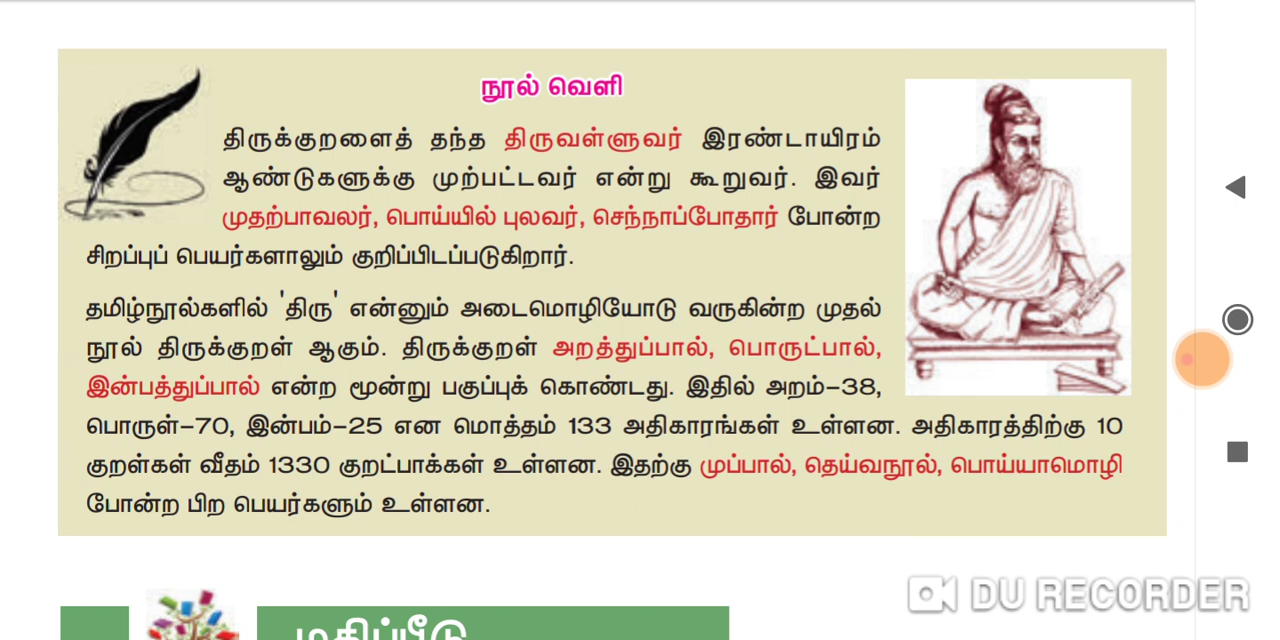 நூல் வெளி
திருக்குறளைத் தந்த திருவள்ளுவர் இரண்டாயிரம்
ஆண்டுகளுக்கு முற்பட்டவர் என்று கூறுவர். இவர்
முதற்பாவலர், பொய்யில் புலவர், செந்நாப்போதார் போன்ற
சிறப்புப் பெயர்களாலும் குறிப்பிடப்படுகிறார்.
தமிழ்நூல்களில் 'திரு' என்னும் அடைமொழியோடு வருகின்ற முதல்
நூல் திருக்குறள் ஆகும். திருக்குறள் அறத்துப்பால், பொருட்பால்,
இன்பத்துப்பால் என்ற மூன்று பகுப்புக் கொண்டது. இதில் அறம்-38,
பொருள்-70, இன்பம்-25 என மொத்தம் 133 அதிகாரங்கள் உள்ளன. அதிகாரத்திற்கு 10
குறள்கள் வீதம் 1330 குறட்பாக்கள் உள்ளன. இதற்கு முப்பால், தெய்வநூல், பொய்யாமொழி
போன்ற பிற பெயர்களும் உள்ளன.
DU RECORDER
மதிப்பீடு